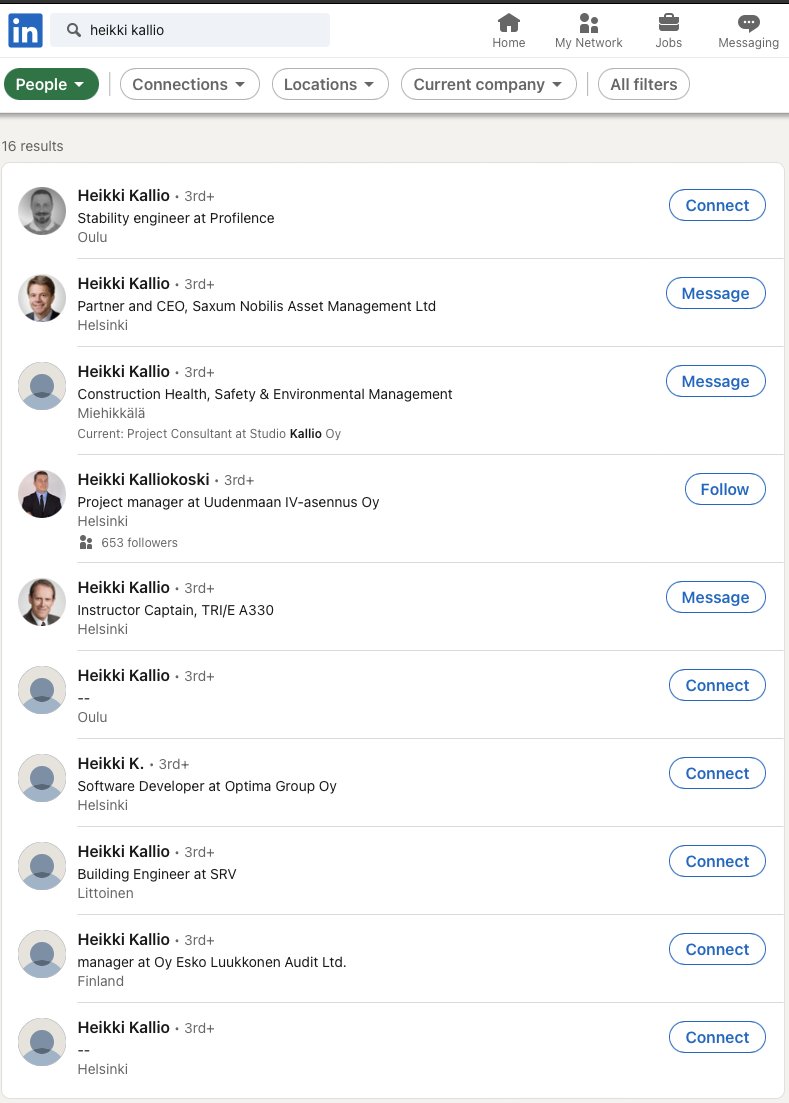 in
heikki kallio
Home
My Network
Jobs
Messaging
People
Connections
Locations
Current company
All filters
16 results
Heikki Kallio • 3rd+
Stability engineer at Profilence
Oulu
Connect
Heikki Kallio • 3rd+
Partner and CEO, Saxum Nobilis Asset Management Ltd
Helsinki
Message
Heikki Kallio • 3rd+
Construction Health, Safety & Environmental Management
Miehikkälä
Current: Project Consultant at Studio Kallio Oy
Message
Heikki Kalliokoski • 3rd+
Project manager at Uudenmaan IV-asennus Oy
Helsinki
653 followers
Follow
Heikki Kallio • 3rd+
Instructor Captain, TRI/E A330
Helsinki
Message
Heikki Kallio • 3rd+
--
Oulu
Connect
Heikki K. • 3rd+
Software Developer at Optima Group Oy
Helsinki
Connect
Heikki Kallio • 3rd+
Building Engineer at SRV
Littoinen
Connect
Heikki Kallio • 3rd+
manager at Oy Esko Luukkonen Audit Ltd.
Finland
Connect
Heikki Kallio • 3rd+
--
Helsinki
Connect